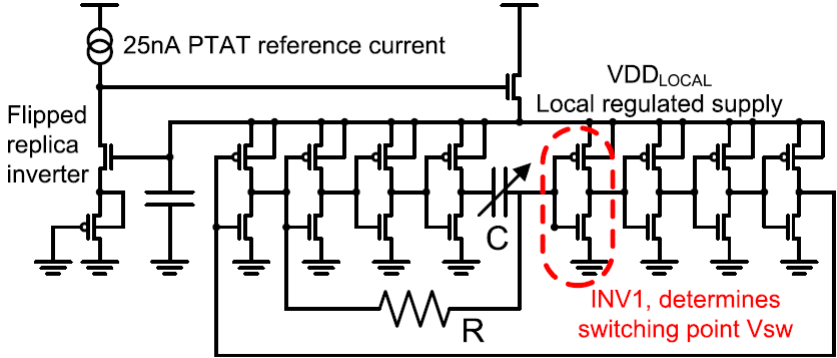 25nA PTAT reference current
VDDLOCAL
Local regulated supply
Flipped
replica
inverter
C
R
INV1, determines
switching point Vsw